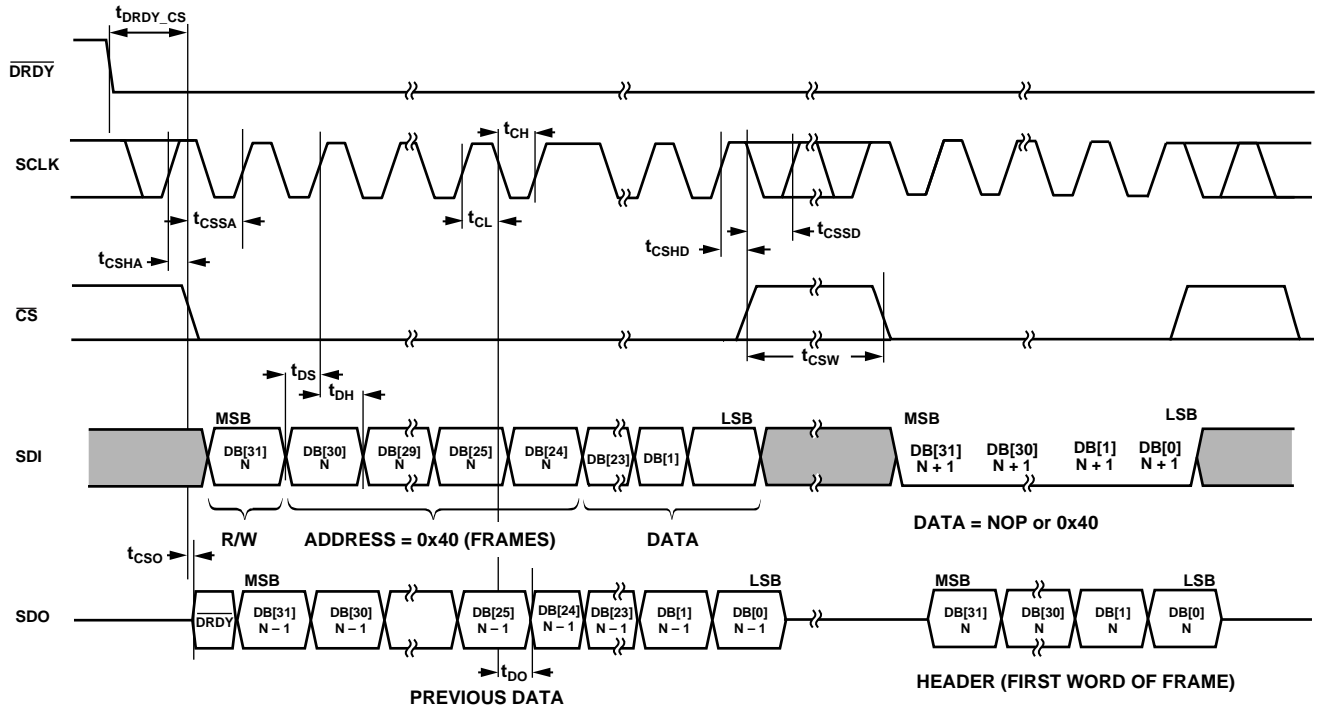 tDRDY_CS
DRDY
tCH
SCLK
tCSSA
tCL
tCSSD
tCSHD
tCSHA
CS
tCSW
tDS
tDH
MSB
LSB
MSB
LSB
SDI
DB[31]
N
DB[30]
N
DB[29]
N
DB[25]
N
DB[24]
N
DB[23]
DB[1]
DB[31]
N + 1
DB[30]
N + 1
DB[1]
N + 1
DB[0]
N + 1
R/W
ADDRESS = 0x40 (FRAMES)
DATA
DATA = NOP or 0x40
tCSO
MSB
LSB
MSB
LSB
SDO
DRDY
DB[31]
N – 1
DB[30]
N – 1
DB[25]
N – 1
DB[24]
N – 1
DB[23]
N – 1
DB[1]
N – 1
DB[0]
N – 1
DB[31]
N
DB[30]
N
DB[1]
N
DB[0]
N
tDO
PREVIOUS DATA
HEADER (FIRST WORD OF FRAME)